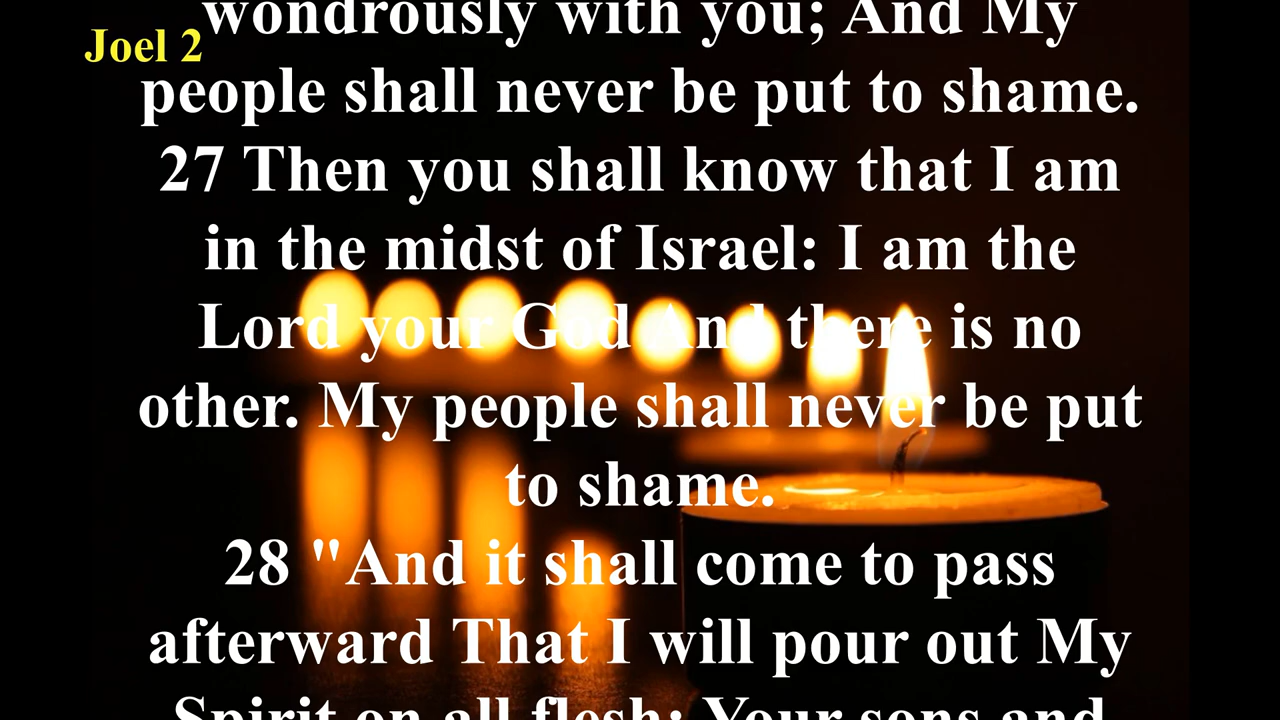 wondrously with you; And My
Joel 2
people shall never be put to shame.
27 Then you shall know that I am
in the midst of Israel: I am the
Lord your God And there is no
other. My people shall never be put
to shame.
28 "And it shall come to pass
afterward That I will pour out My
Spirit on all flesh; Your sons and